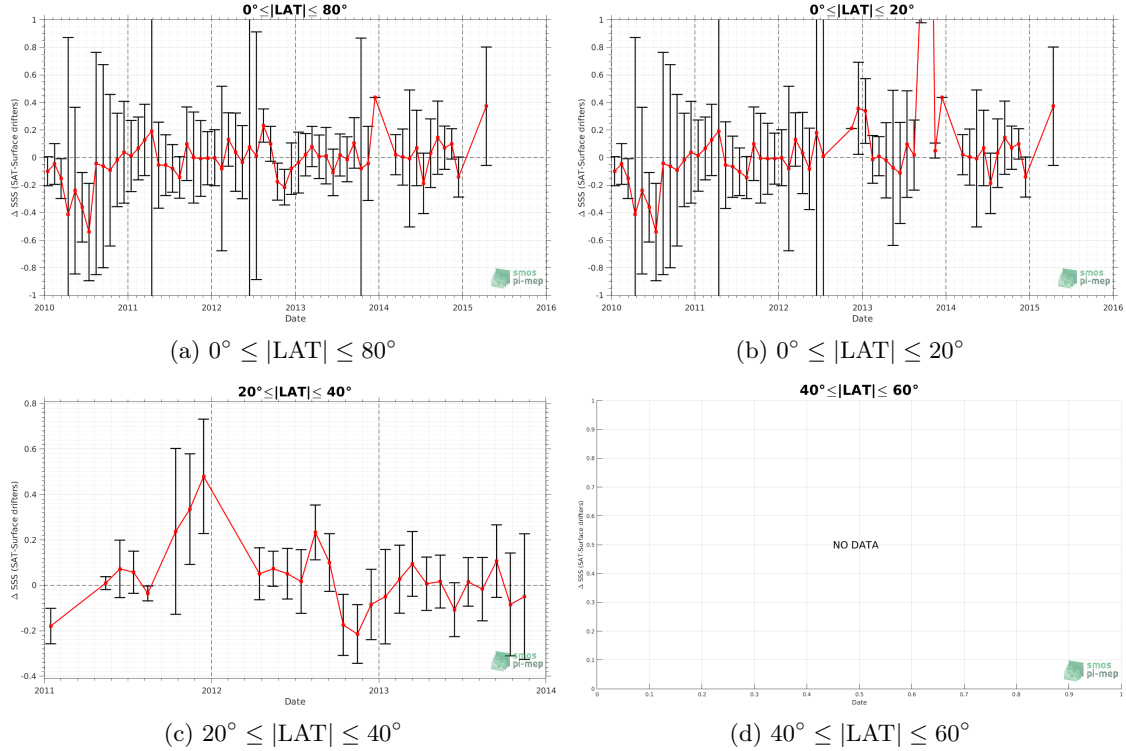 0°≤|LAT|≤ 80°
Δ SSS (SAT-Surface drifters)
1
0.8
0.6
0.4
0.2
0
-0.2
-0.4
-0.6
-0.8
-1
2010 2011 2012 2013 2014 2015 2016
Date
smos
pi-mep
(a) 0° ≤ |LAT| ≤ 80°
0°≤|LAT|≤ 20°
Δ SSS (SAT-Surface drifters)
1
0.8
0.6
0.4
0.2
0
-0.2
-0.4
-0.6
-0.8
-1
2010 2011 2012 2013 2014 2015 2016
Date
smos
pi-mep
(b) 0° ≤ |LAT| ≤ 20°
20°≤|LAT|≤ 40°
Δ SSS (SAT-Surface drifters)
0.8
0.6
0.4
0.2
0
-0.2
-0.4
2011 2012 2013 2014
Date
smos
pi-mep
(c) 20° ≤ |LAT| ≤ 40°
40°≤|LAT|≤ 60°
Δ SSS (SAT-Surface drifters)
1
0.9
0.8
0.7
0.6
0.5
0.4
0.3
0.2
0.1
0
NO DATA
0 0.1 0.2 0.3 0.4 0.5 0.6 0.7 0.8 0.9 1
Date
smos
pi-mep
(d) 40° ≤ |LAT| ≤ 60°